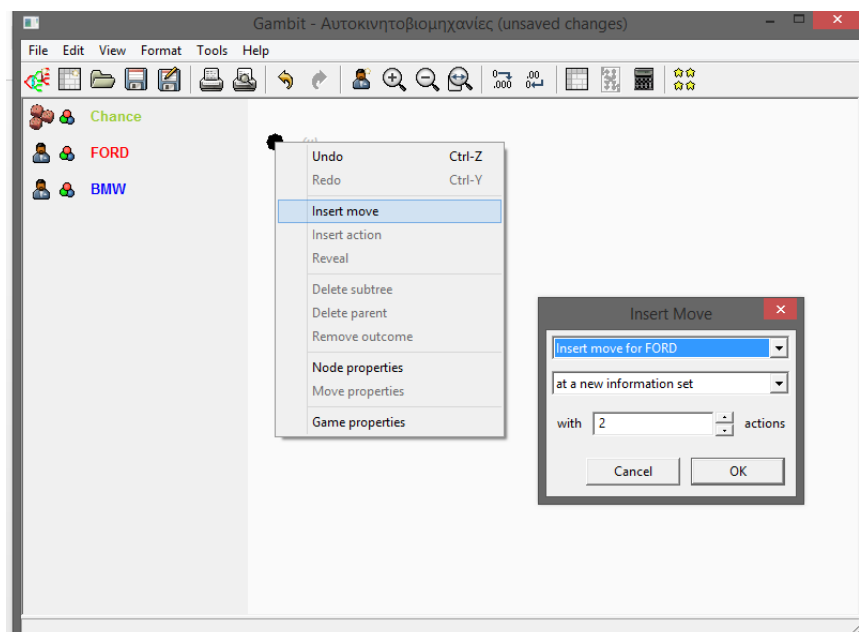 Gambit - Αυτοκινητοβιομηχανίες (unsaved changes)
File Edit View Format Tools Help
Chance
FORD
BMW
Undo Ctrl-Z
Redo Ctrl-Y
Insert move
Insert action
Reveal
Delete subtree
Delete parent
Remove outcome
Node properties
Move properties
Game properties
Insert Move
Insert move for FORD
at a new information set
with 2 actions
Cancel OK